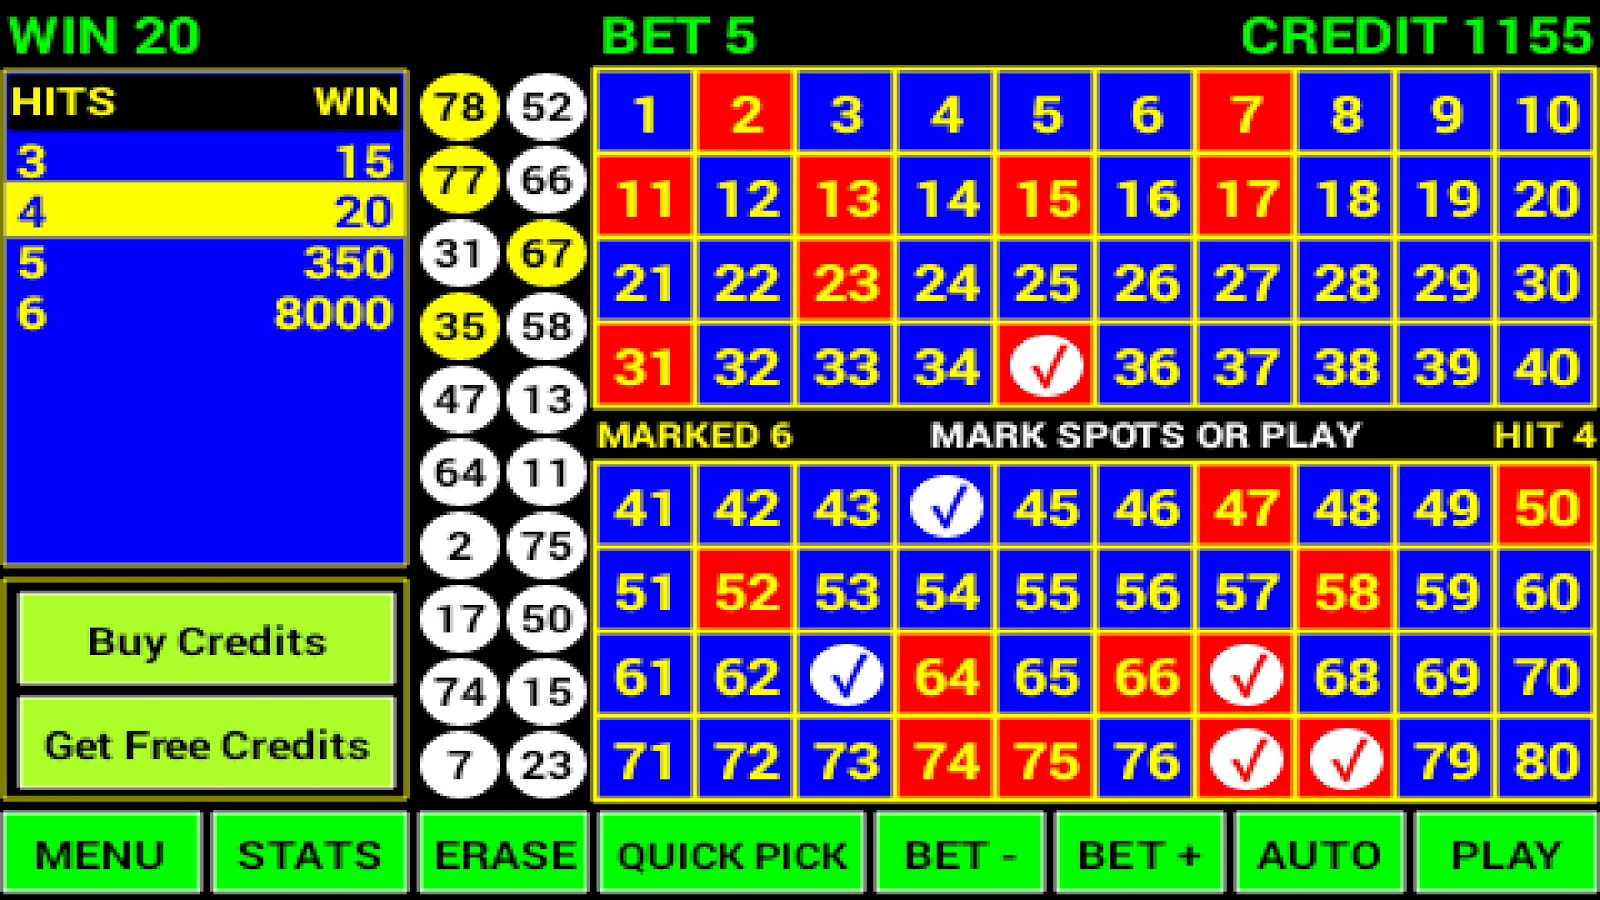 WIN 20 BET 5 CREDIT 1155
HITS WIN
3 15
4 20
5 350
6 8000
Buy Credits
Get Free Credits
78 52
77 66
31 67
35 58
47 13
64 11
2 75
17 50
74 15
7 23
1 2 3 4 5 6 7 8 9 10
11 12 13 14 15 16 17 18 19 20
21 22 23 24 25 26 27 28 29 30
31 32 33 34 36 37 38 39 40
MARKED 6 MARK SPOTS OR PLAY HIT 4
41 42 43 45 46 47 48 49 50
51 52 53 54 55 56 57 58 59 60
61 62 64 65 66 68 69 70
71 72 73 74 75 76 79 80
MENU STATS ERASE QUICK PICK BET - BET + AUTO PLAY